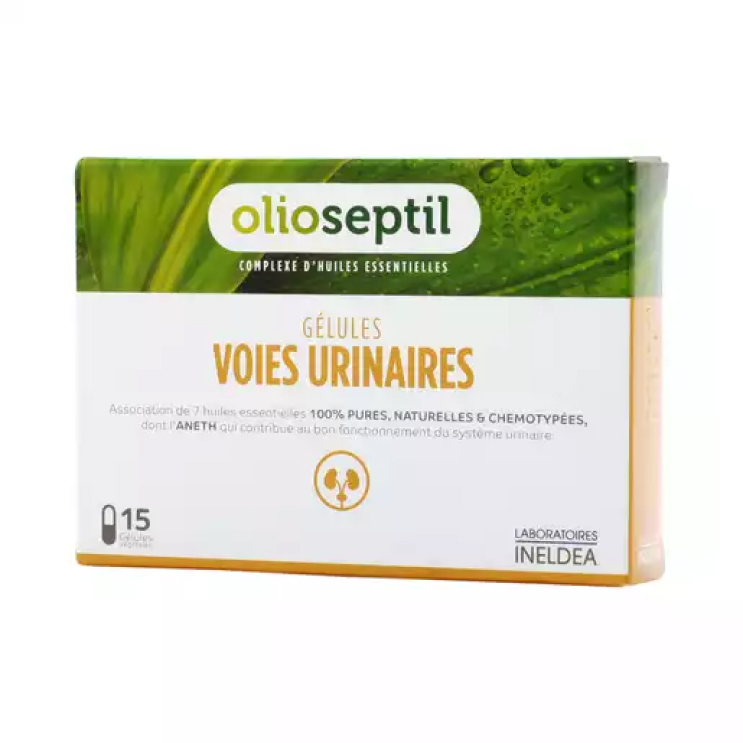 olioseptil
COMPLEXE D'HUILES ESSENTIELLES
GÉLULES
VOIES URINAIRES
Association de 7 huiles essentielles 100% PURES, NATURELLES & CHEMOTYPÉES,
dont l'ANETH qui contribue au bon fonctionnement du système urinaire
15
Gélules
végétales
LABORATOIRES
INELDEA